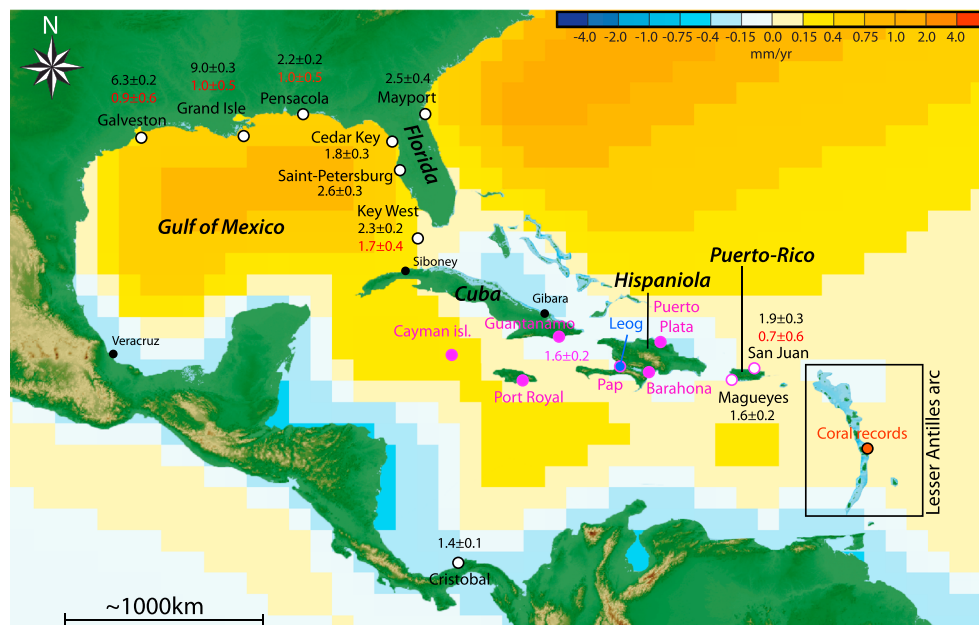 N
-4.0 -2.0 -1.0 -0.75 -0.4 -0.15 0.0 0.15 0.4 0.75 1.0 2.0 4.0
mm/yr
6.3±0.2
0.9±0.6
Galveston
9.0±0.3
1.0±0.5
Grand Isle
2.2±0.2
1.0±0.5
Pensacola
2.5±0.4
Mayport
Cedar Key
1.8±0.3
Florida
Saint-Petersburg
2.6±0.3
Key West
2.3±0.2
1.7±0.4
Gulf of Mexico
Siboney
Cuba
Gibara
Hispaniola
Puerto-Rico
Veracruz
Cayman isl.
Guantanamo
1.6±0.2
Leog
Puerto
Plata
1.9±0.3
0.7±0.6
San Juan
Port Royal
Pap
Barahona
Magueyes
1.6±0.2
Coral records
Lesser Antilles arc
1.4±0.1
Cristobal
~1000km